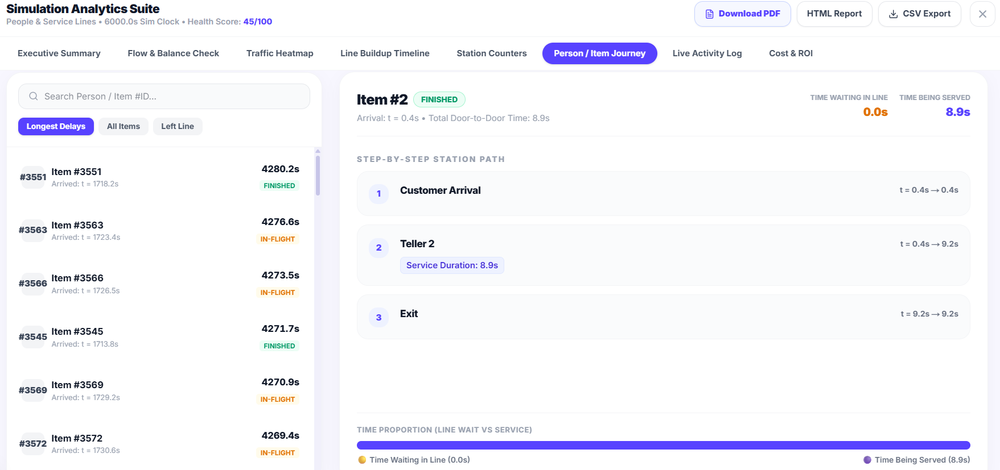 Simulation Analytics Suite
People & Service Lines • 6000.0s Sim Clock • Health Score: 45/100
Download PDF
HTML Report
CSV Export
Executive Summary
Flow & Balance Check
Traffic Heatmap
Line Buildup Timeline
Station Counters
Person / Item Journey
Live Activity Log
Cost & ROI
Search Person / Item #ID...
Longest Delays
All Items
Left Line
#3551
Item #3551
Arrived: t = 1718.2s
4280.2s
FINISHED
#3563
Item #3563
Arrived: t = 1723.4s
4276.6s
IN-FLIGHT
#3566
Item #3566
Arrived: t = 1726.5s
4273.5s
IN-FLIGHT
#3545
Item #3545
Arrived: t = 1713.8s
4271.7s
FINISHED
#3569
Item #3569
Arrived: t = 1729.2s
4270.9s
IN-FLIGHT
#3572
Item #3572
Arrived: t = 1730.6s
4269.4s
IN-FLIGHT
Item #2
FINISHED
Arrival: t = 0.4s • Total Door-to-Door Time: 8.9s
TIME WAITING IN LINE
0.0s
TIME BEING SERVED
8.9s
STEP-BY-STEP STATION PATH
1
Customer Arrival
t = 0.4s → 0.4s
2
Teller 2
t = 0.4s → 9.2s
Service Duration: 8.9s
3
Exit
t = 9.2s → 9.2s
TIME PROPORTION (LINE WAIT VS SERVICE)
Time Waiting in Line (0.0s)
Time Being Served (8.9s)